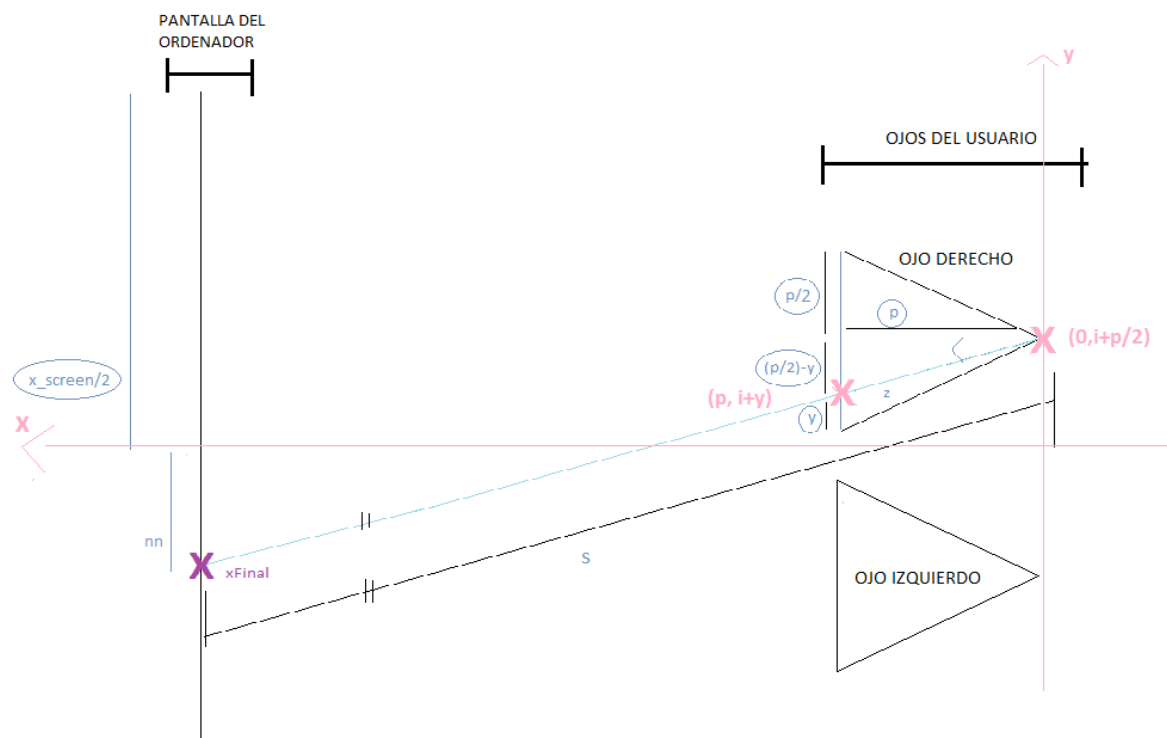 PANTALLA DEL
ORDENADOR
y
OJOS DEL USUARIO
OJO DERECHO
p/2
p
(0,i+p/2)
x_screen/2
(p/2)-y
(p, i+y)
z
y
X
nn
S
xFinal
OJO IZQUIERDO